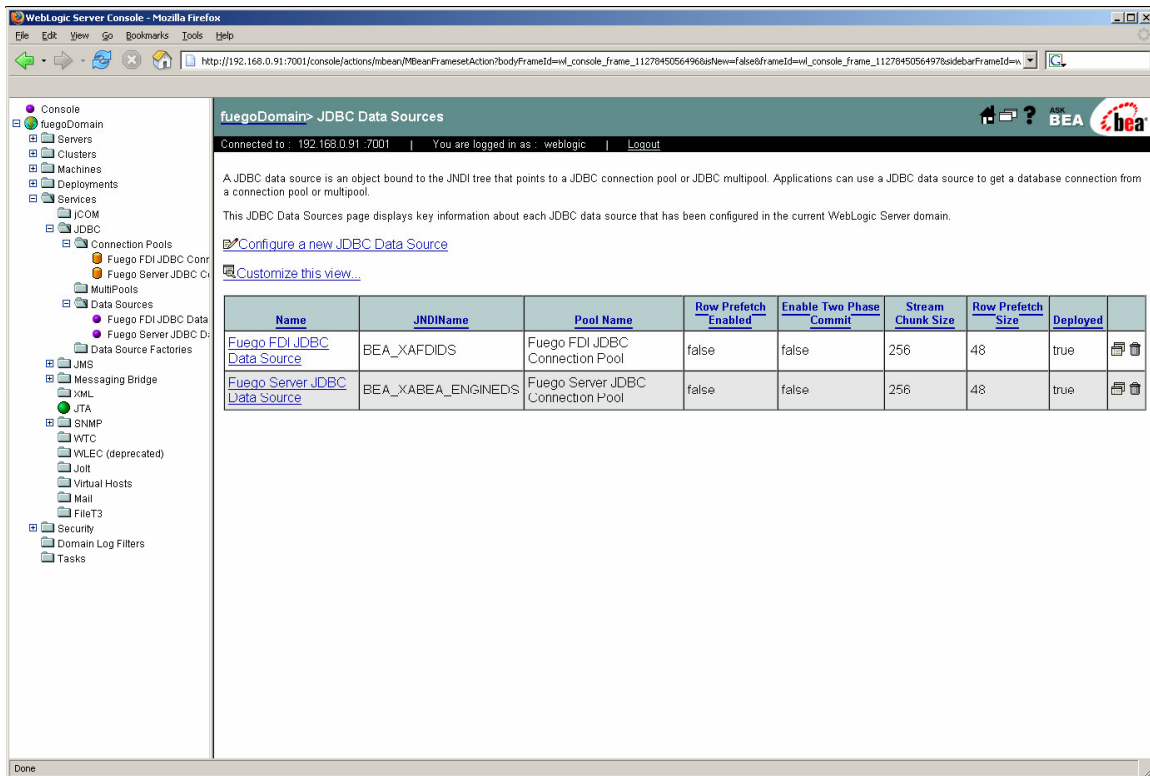 WebLogic Server Console - Mozilla Firefox
File Edit View Go Bookmarks Tools Help
http://192.168.0.91:7001/console/actions/mbean/MBeanFramesetAction?bodyFrameId=wl_console_frame_1127845056496&isNew=false&frameId=wl_console_frame_1127845056497&sidebarFrameId=w
G
Console
fuegoDomain
Servers
Clusters
Machines
Deployments
Services
jCOM
JDBC
Connection Pools
Fuego FDI JDBC Conr
Fuego Server JDBC C
MultiPools
Data Sources
Fuego FDI JDBC Data
Fuego Server JDBC D
Data Source Factories
JMS
Messaging Bridge
XML
JTA
SNMP
WTC
WLEC (deprecated)
Jolt
Virtual Hosts
Mail
FileT3
Security
Domain Log Filters
Tasks
fuegoDomain> JDBC Data Sources
? ASK BEA bea
Connected to : 192.168.0.91 :7001 | You are logged in as : weblogic | Logout
A JDBC data source is an object bound to the JNDI tree that points to a JDBC connection pool or JDBC multipool. Applications can use a JDBC data source to get a database connection from
a connection pool or multipool.
This JDBC Data Sources page displays key information about each JDBC data source that has been configured in the current WebLogic Server domain.
Configure a new JDBC Data Source
Customize this view...
Name JNDIName Pool Name Row Prefetch Enabled Enable Two Phase Commit Stream Chunk Size Row Prefetch Size Deployed
Fuego FDI JDBC Data Source BEA_XAFDIDS Fuego FDI JDBC Connection Pool false false 256 48 true
Fuego Server JDBC Data Source BEA_XABEA_ENGINEDS Fuego Server JDBC Connection Pool false false 256 48 true
Done